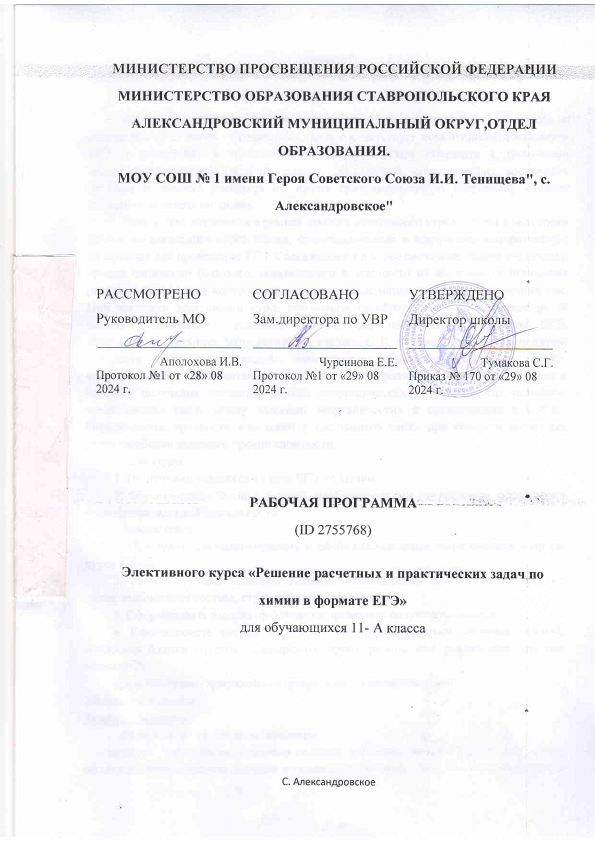 МИНИСТЕРСТВО ПРОСВЕЩЕНИЯ РОССИЙСКОЙ ФЕДЕРАЦИИ
МИНИСТЕРСТВО ОБРАЗОВАНИЯ СТАВРОПОЛЬСКОГО КРАЯ
АЛЕКСАНДРОВСКИЙ МУНИЦИПАЛЬНЫЙ ОКРУГ,ОТДЕЛ
ОБРАЗОВАНИЯ.
МОУ СОШ № 1 имени Героя Советского Союза И.И. Тенищева", с.
Александровское"
РАССМОТРЕНО СОГЛАСОВАНО УТВЕРЖДЕНО
Руководитель МО Зам.директора по УВР Директор школы
Аполохова И.В. Чурсинова Е.Е. Тумакова С.Г.
Протокол №1 от «28» 08 Протокол №1 от «29» 08 Приказ № 170 от «29» 08
2024 г. 2024 г. 2024 г.
РАБОЧАЯ ПРОГРАММА
(ID 2755768)
Элективного курса «Решение расчетных и практических задач по
химии в формате ЕГЭ»
для обучающихся 11- А класса
С. Александровское